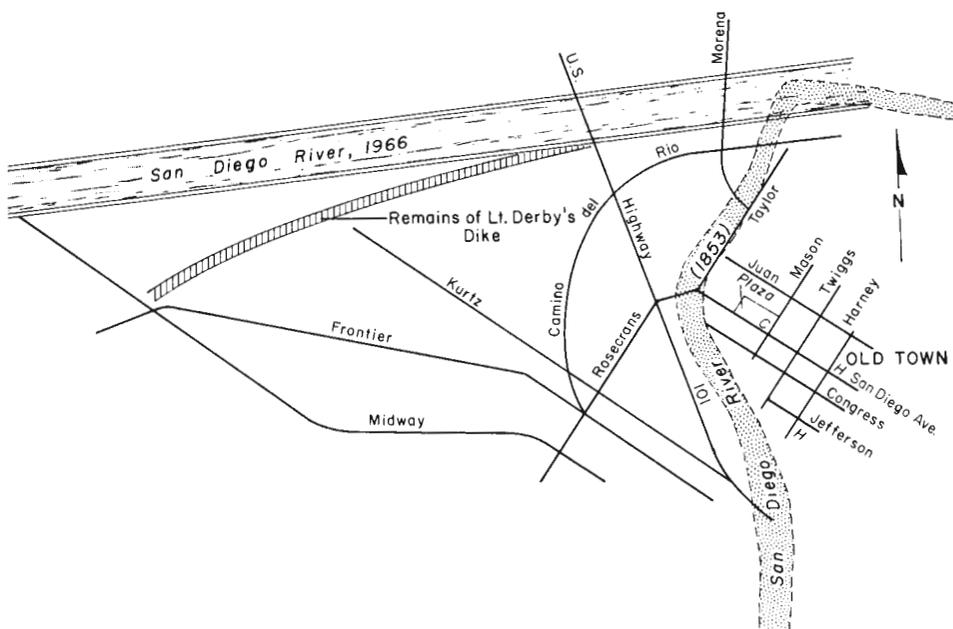 Morena
U.S.
Highway
101
San Diego River, 1966
Rio
del
Camino
Remains of Lt. Derby's
Dike
N
Taylor
(1853)
Juan
Plaza
Mason
Twiggs
Harney
C
Kurtz
Frontier
Rosecrans
OLD TOWN
H
San Diego Ave.
Congress
Jefferson
H
Midway
River
Diego
San